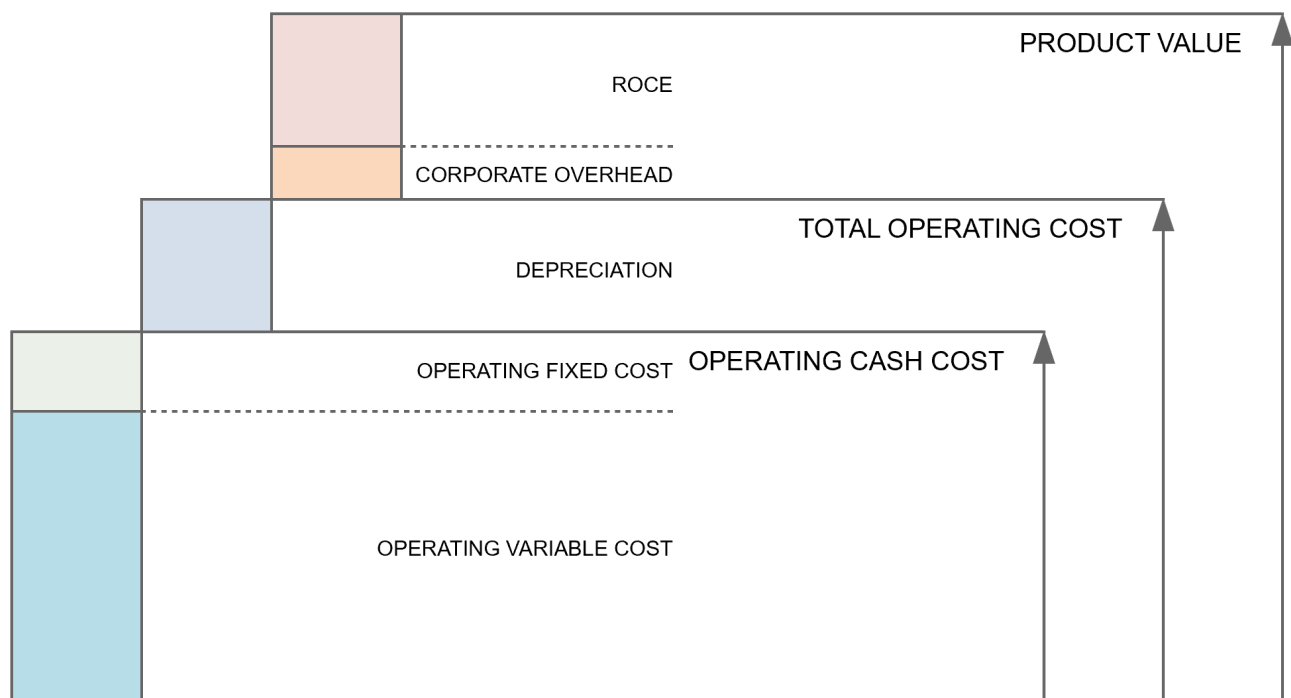 PRODUCT VALUE
ROCE
CORPORATE OVERHEAD
TOTAL OPERATING COST
DEPRECIATION
OPERATING FIXED COST
OPERATING CASH COST
OPERATING VARIABLE COST